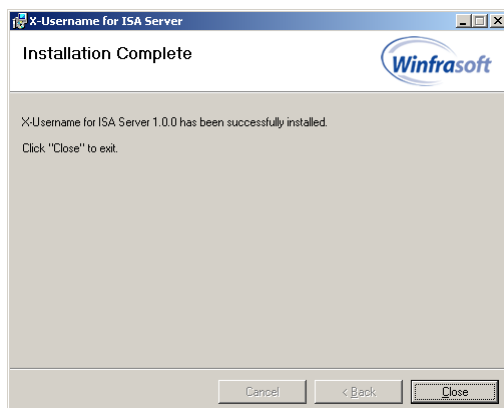 X-Username for ISA Server
Installation Complete
Winfrasoft
X-Username for ISA Server 1.0.0 has been successfully installed.
Click "Close" to exit.
Cancel
< Back
Close